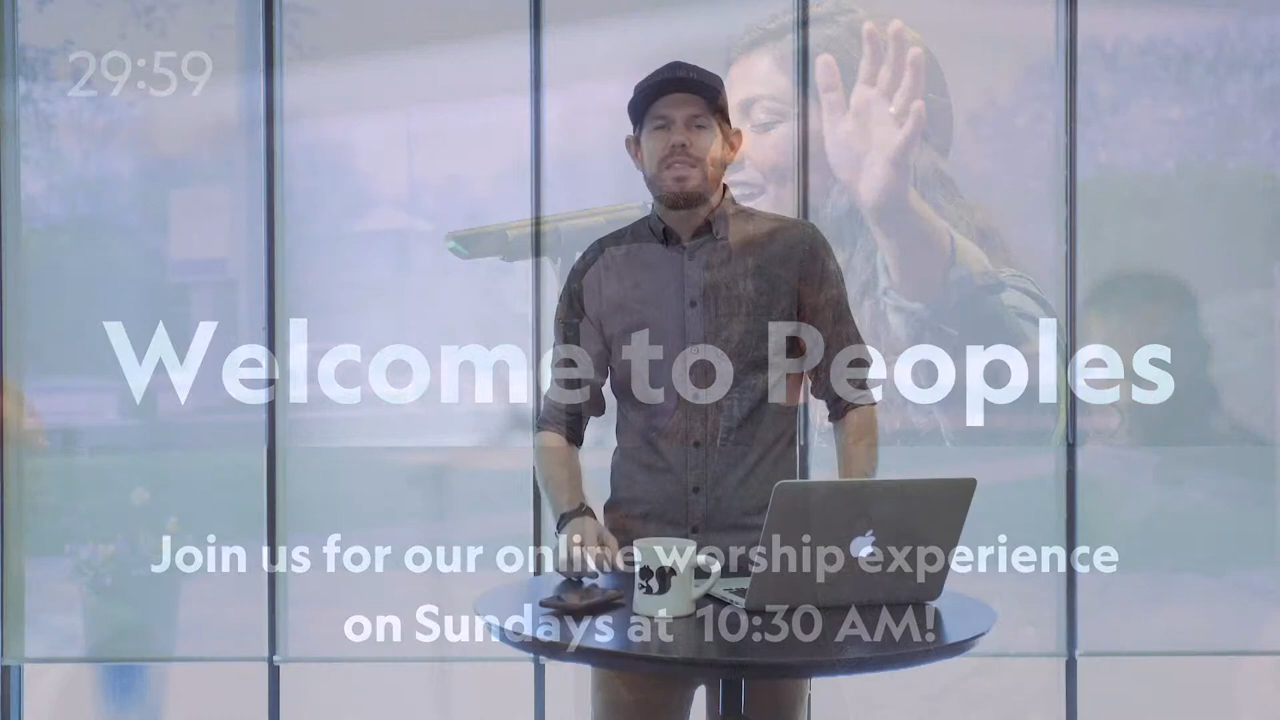 29:59
Welcome to Peoples
Join us for our online worship experience
on Sundays at 10:30 AM!